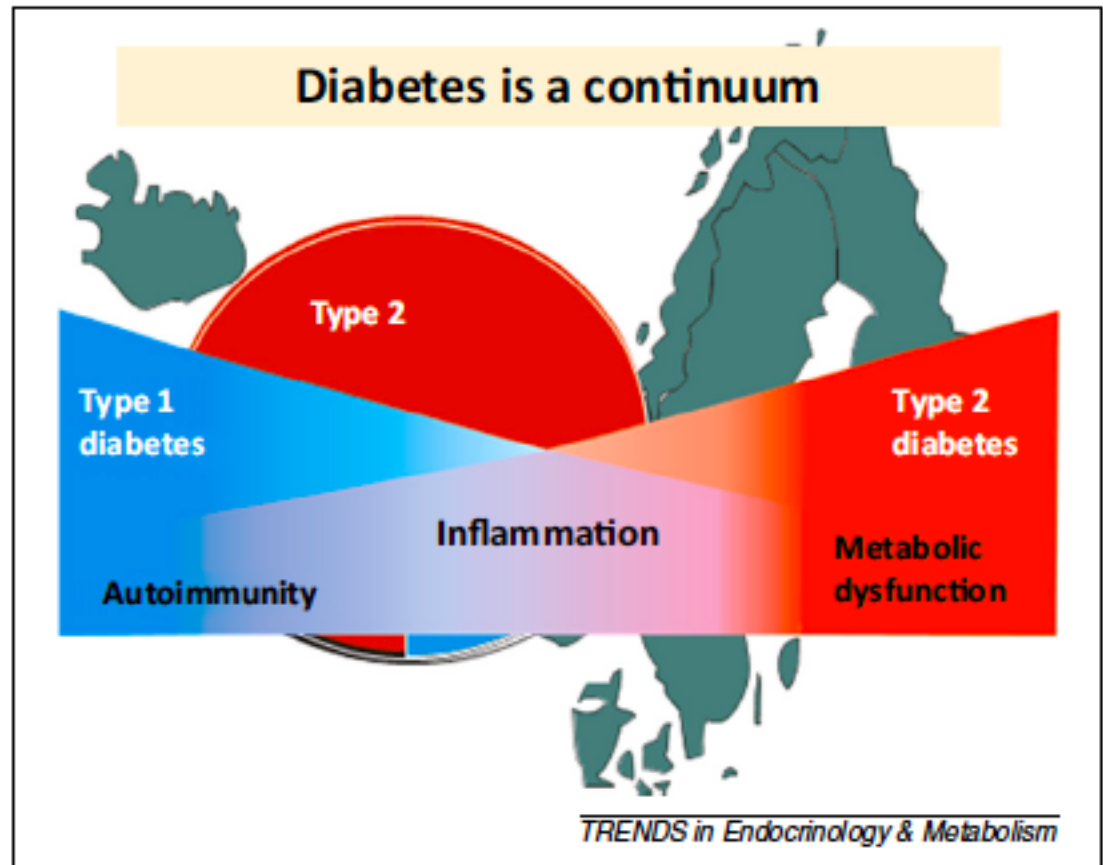 Diabetes is a continuum
Type 2
Type 1
diabetes
Type 2
diabetes
Inflammation
Autoimmunity
Metabolic
dysfunction
TRENDS in Endocrinology & Metabolism